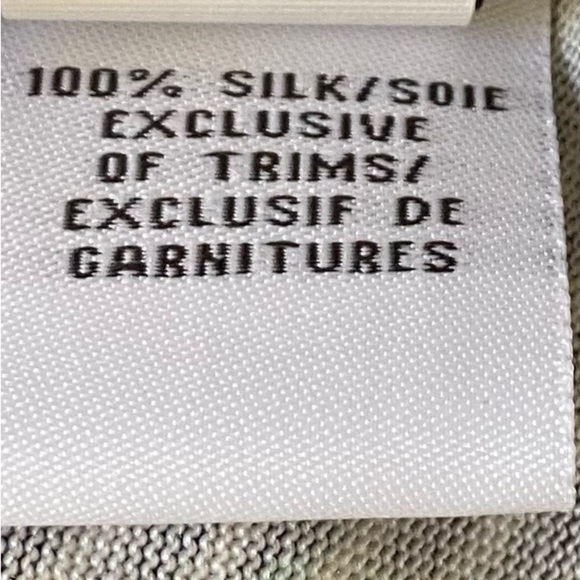 100% SILK/SOIE
EXCLUSIVE
OF TRIMS/
EXCLUSIF DE
GARNITURES